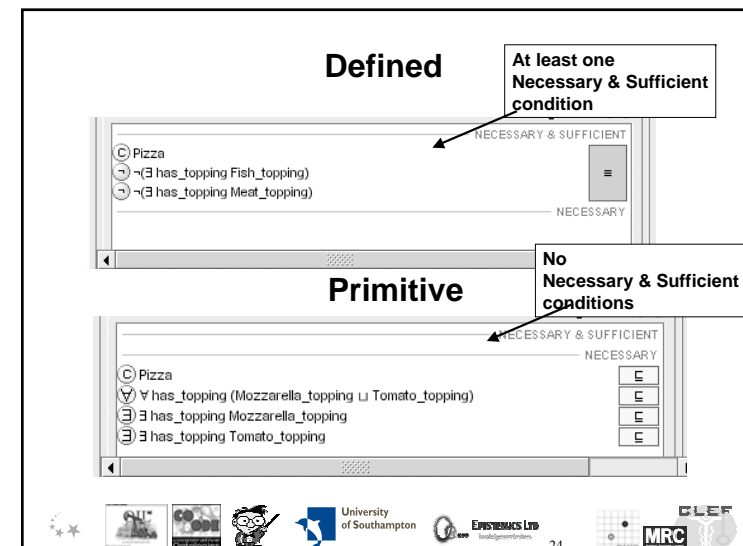 Defined
At least one
Necessary & Sufficient
condition
NECESSARY & SUFFICIENT
C Pizza
¬ ¬(∃ has_topping Fish_topping)
¬ ¬(∃ has_topping Meat_topping)
≡
NECESSARY
Primitive
No
Necessary & Sufficient
conditions
NECESSARY & SUFFICIENT
NECESSARY
C Pizza
⊑
∀ ∀ has_topping (Mozzarella_topping ⊔ Tomato_topping)
⊑
∃ ∃ has_topping Mozzarella_topping
⊑
∃ ∃ has_topping Tomato_topping
⊑
University
of Southampton
EPISTEMICS LTD
24
MRC
CLEF